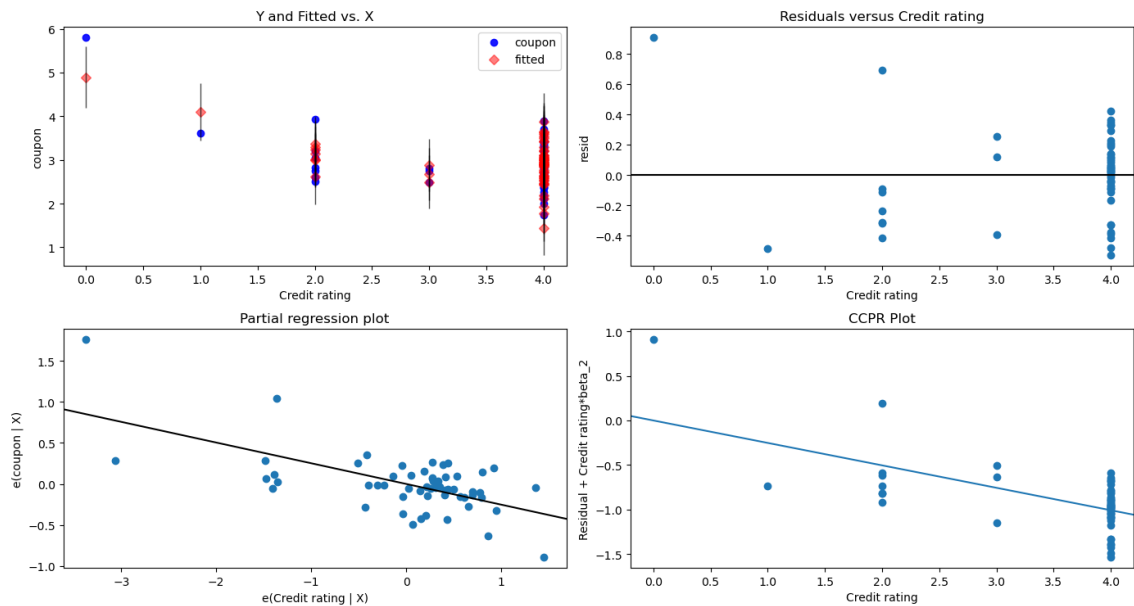 Y and Fitted vs. X
coupon
6
5
4
3
2
1
coupon
fitted
0.0 0.5 1.0 1.5 2.0 2.5 3.0 3.5 4.0
Credit rating
Residuals versus Credit rating
resid
0.8
0.6
0.4
0.2
0.0
−0.2
−0.4
0.0 0.5 1.0 1.5 2.0 2.5 3.0 3.5 4.0
Credit rating
Partial regression plot
e(coupon | X)
1.5
1.0
0.5
0.0
−0.5
−1.0
−3 −2 −1 0 1
e(Credit rating | X)
CCPR Plot
Residual + Credit rating*beta_2
1.0
0.5
0.0
−0.5
−1.0
−1.5
0.0 0.5 1.0 1.5 2.0 2.5 3.0 3.5 4.0
Credit rating